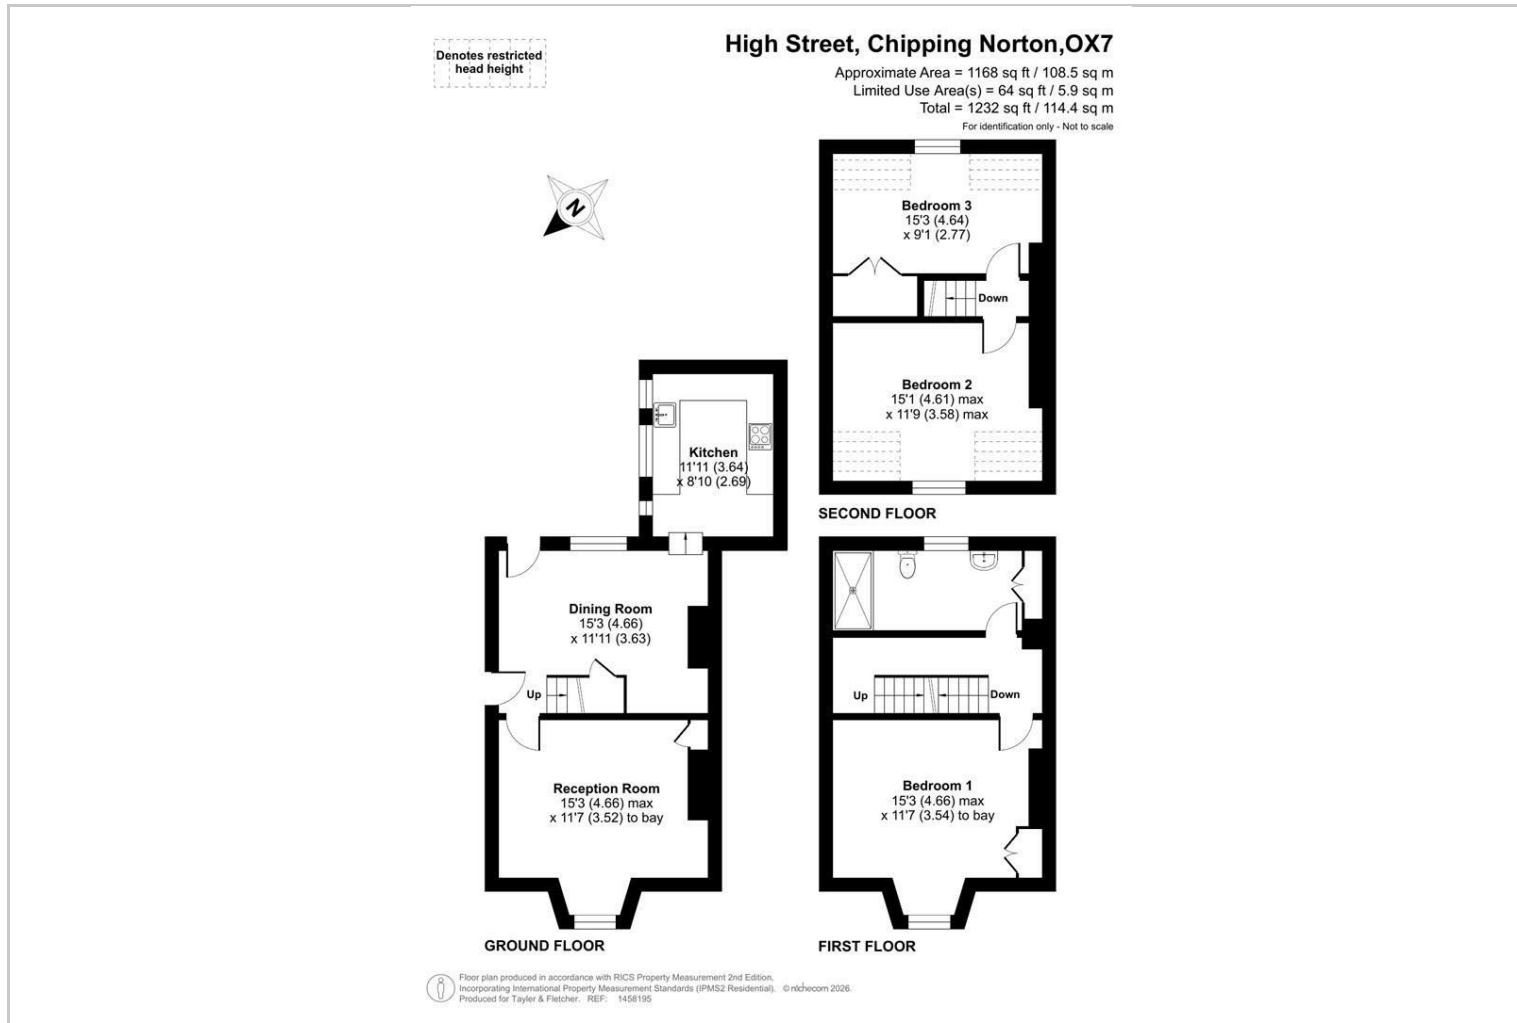 Denotes restricted
head height
High Street, Chipping Norton,OX7
Approximate Area = 1168 sq ft / 108.5 sq m
Limited Use Area(s) = 64 sq ft / 5.9 sq m
Total = 1232 sq ft / 114.4 sq m
For identification only - Not to scale
N
Bedroom 3
15'3 (4.64)
x 9'1 (2.77)
Down
Bedroom 2
15'1 (4.61) max
x 11'9 (3.58) max
SECOND FLOOR
Kitchen
11'11 (3.64)
x 8'10 (2.69)
Dining Room
15'3 (4.66)
x 11'11 (3.63)
Up
Reception Room
15'3 (4.66) max
x 11'7 (3.52) to bay
GROUND FLOOR
Up
Down
Bedroom 1
15'3 (4.66) max
x 11'7 (3.54) to bay
FIRST FLOOR
Floor plan produced in accordance with RICS Property Measurement 2nd Edition.
Incorporating International Property Measurement Standards (IPMS2 Residential). © nichecom 2026.
Produced for Tayler & Fletcher. REF: 1458195